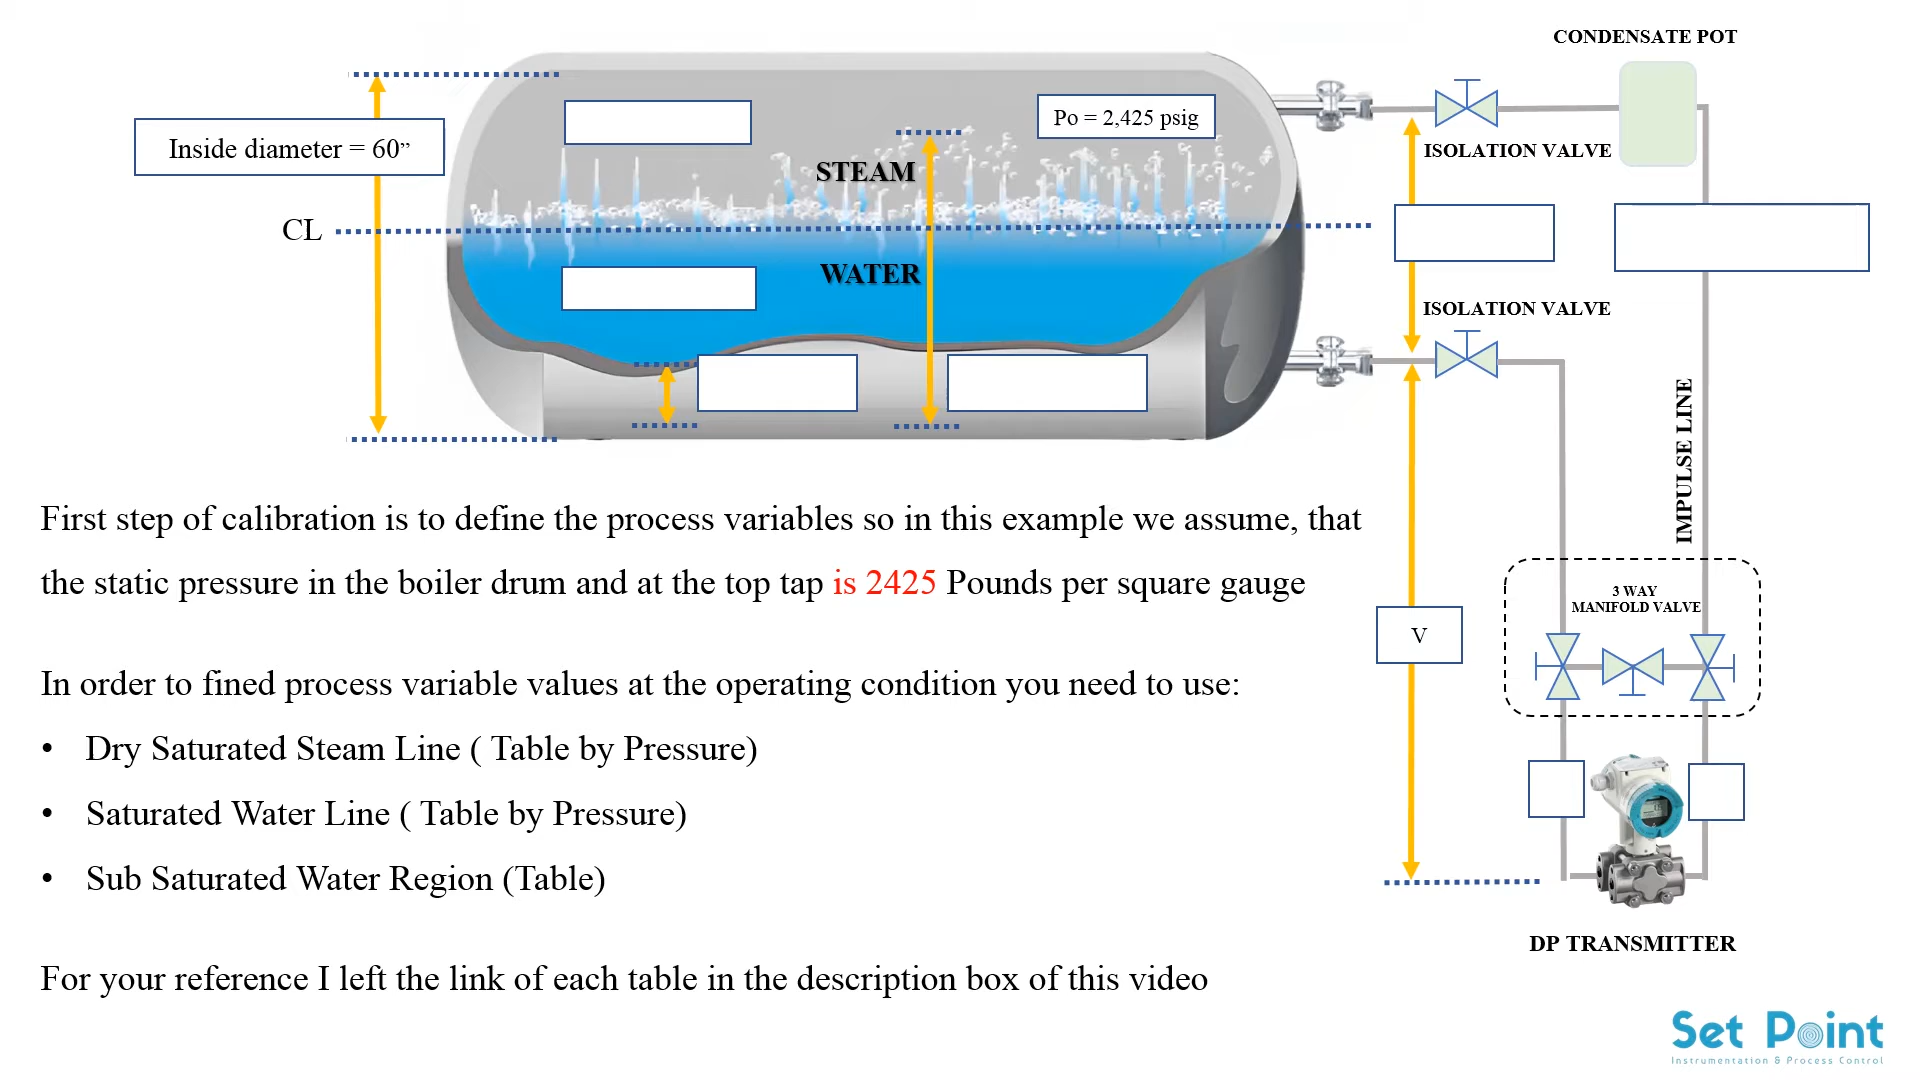 CONDENSATE POT
Po = 2,425 psig
Inside diameter = 60”
ISOLATION VALVE
STEAM
CL
WATER
ISOLATION VALVE
IMPULSE LINE
First step of calibration is to define the process variables so in this example we assume, that
the static pressure in the boiler drum and at the top tap is 2425 Pounds per square gauge
3 WAY
MANIFOLD VALVE
V
In order to fined process variable values at the operating condition you need to use:
• Dry Saturated Steam Line ( Table by Pressure)
• Saturated Water Line ( Table by Pressure)
• Sub Saturated Water Region (Table)
DP TRANSMITTER
For your reference I left the link of each table in the description box of this video
Set Point
Instrumentation & Process Control